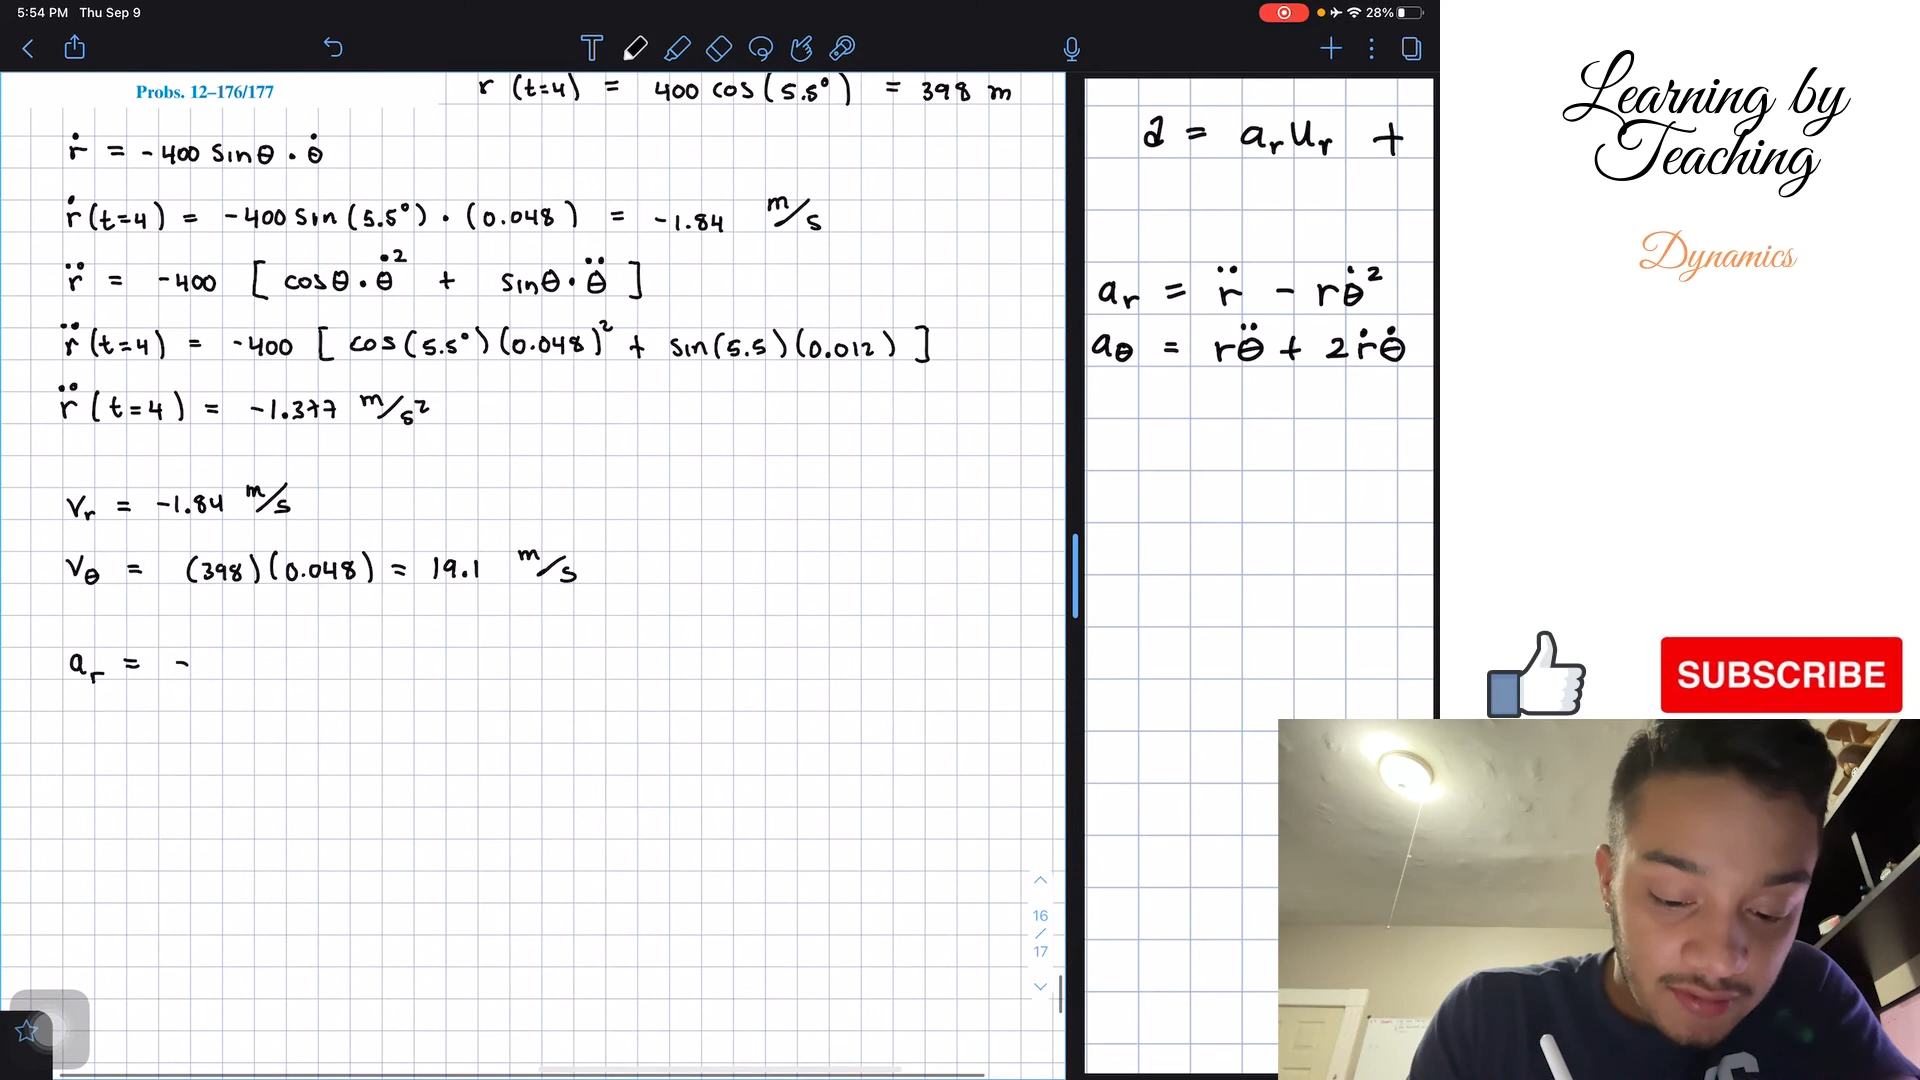 5:54 PM Thu Sep 9
28%
Probs. 12–176/177
r (t=4) = 400 cos(5.5°) = 398 m
ṙ = -400 sinθ · θ̇
ṙ(t=4) = -400 sin(5.5°) · (0.048) = -1.84 m/s
r̈ = -400 [ cosθ · θ̇² + sinθ · θ̈ ]
r̈(t=4) = -400 [ cos(5.5°)(0.048)² + sin(5.5)(0.012) ]
r̈(t=4) = -1.377 m/s²
Vr = -1.84 m/s
Vθ = (398)(0.048) = 19.1 m/s
ar = -
16
/
17
a = ar ur +
ar = r̈ - rθ̇²
aθ = rθ̈ + 2ṙθ̇
Learning by
Teaching
Dynamics
SUBSCRIBE